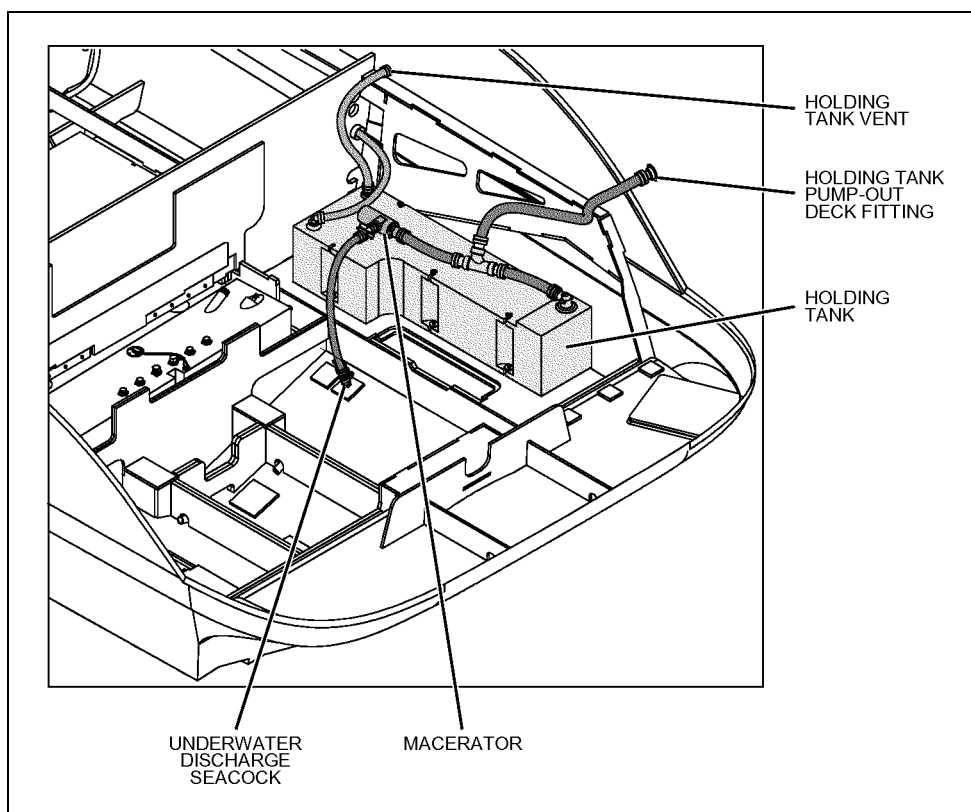 HOLDING
TANK VENT
HOLDING TANK
PUMP-OUT
DECK FITTING
HOLDING
TANK
UNDERWATER
DISCHARGE
SEACOCK
MACERATOR